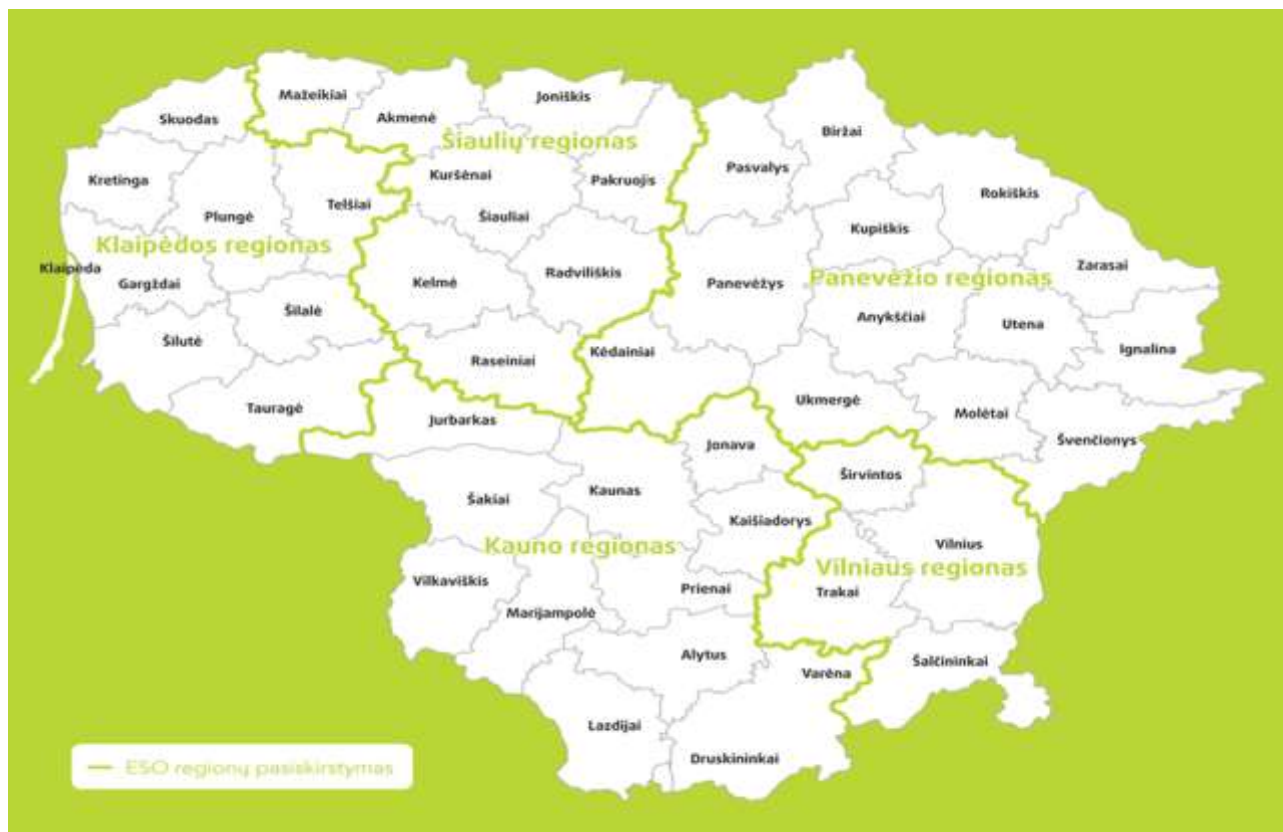 Mažeikiai
Joniškis
Skuodas
Akmenė
Biržai
Šiaulių regionas
Pasvalys
Kretinga
Kuršėnai
Pakruojis
Rokiškis
Telšiai
Plungė
Šiauliai
Kupiškis
Klaipėdos regionas
Klaipėda
Radviliškis
Zarasai
Gargždai
Kelmė
Panevėžys
Panevėžio regionas
Šilalė
Anykščiai
Utena
Šilutė
Kėdainiai
Ignalina
Raseiniai
Ukmergė
Tauragė
Molėtai
Jurbarkas
Švenčionys
Jonava
Širvintos
Šakiai
Kaunas
Kaišiadorys
Kauno regionas
Vilnius
Vilniaus regionas
Vilkaviškis
Prienai
Trakai
Marijampolė
Alytus
Šalčininkai
Varėna
Lazdijai
Druskininkai
ESO regionų pasiskirstymas